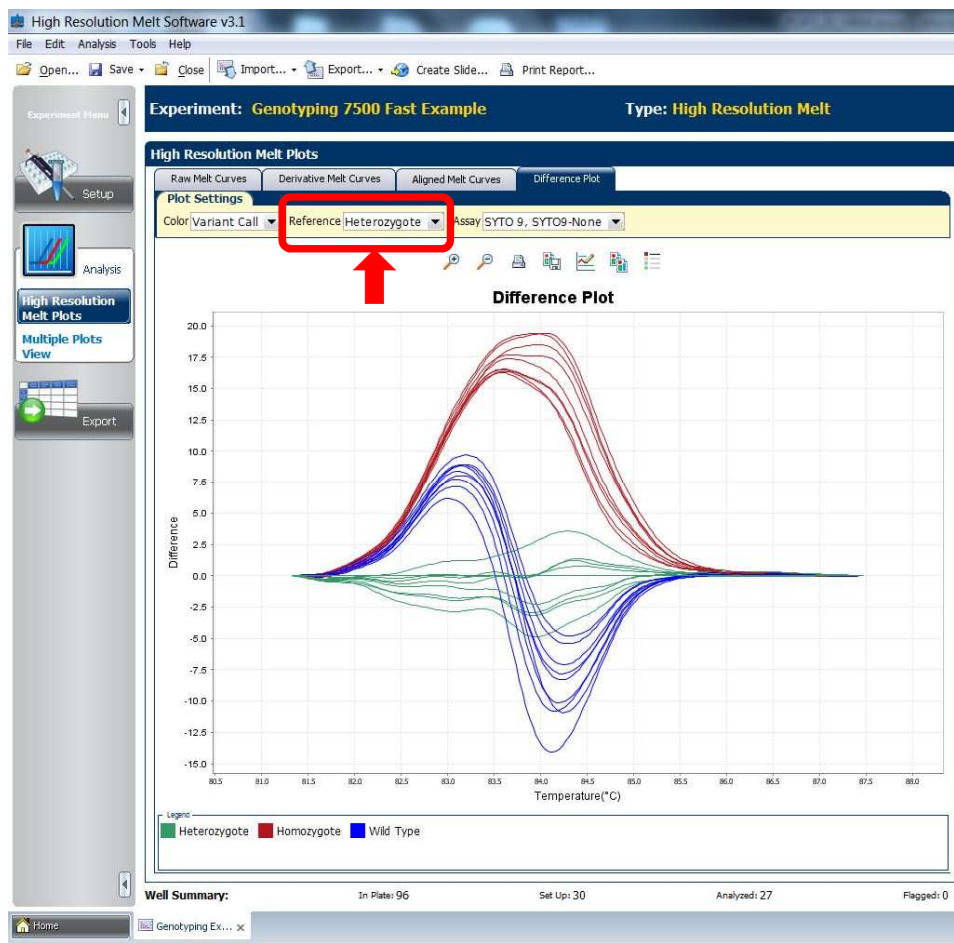 High Resolution Melt Software v3.1
File Edit Analysis Tools Help
Open... Save Close Import... Export... Create Slide... Print Report...
Experiment Menu
Experiment: Genotyping 7500 Fast Example Type: High Resolution Melt
Setup
Analysis
High Resolution
Melt Plots
Multiple Plots
View
Export
High Resolution Melt Plots
Raw Melt Curves Derivative Melt Curves Aligned Melt Curves Difference Plot
Plot Settings
Color Variant Call Reference Heterozygote Assay SYTO 9, SYTO9-None
Difference Plot
20.0
17.5
15.0
12.5
10.0
7.5
5.0
2.5
0.0
-2.5
-5.0
-7.5
-10.0
-12.5
-15.0
Difference
80.5 81.0 81.5 82.0 82.5 83.0 83.5 84.0 84.5 85.0 85.5 86.0 86.5 87.0 87.5 88.0
Temperature(°C)
Legend
Heterozygote Homozygote Wild Type
Well Summary: In Plate: 96 Set Up: 30 Analyzed: 27 Flagged: 0
Home Genotyping Ex... x